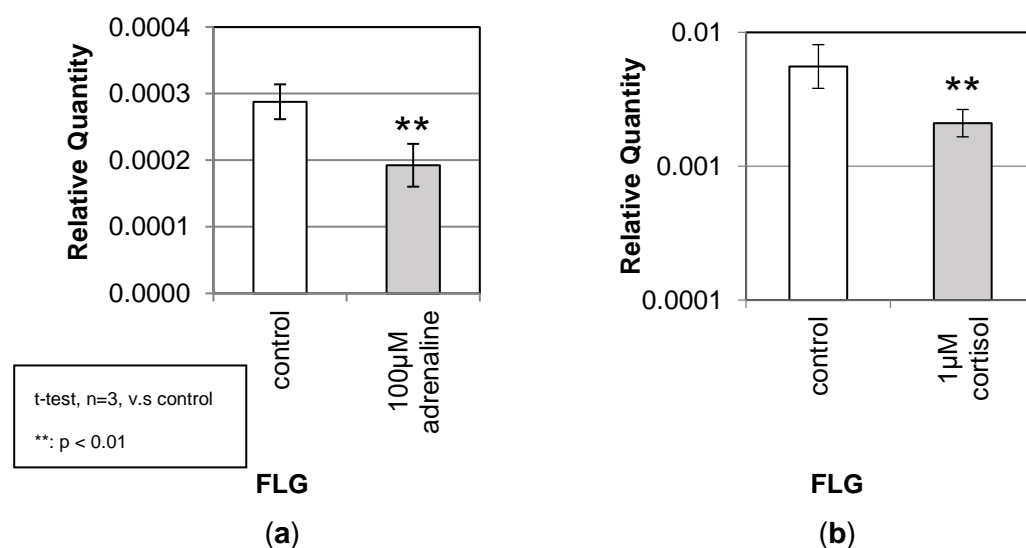 0.0004
0.0003
0.0002
0.0001
0.0000
Relative Quantity
**
control
100µM
adrenaline
t-test, n=3, v.s control
**: p < 0.01
FLG
(a)
0.01
0.001
0.0001
Relative Quantity
**
control
1µM
cortisol
FLG
(b)